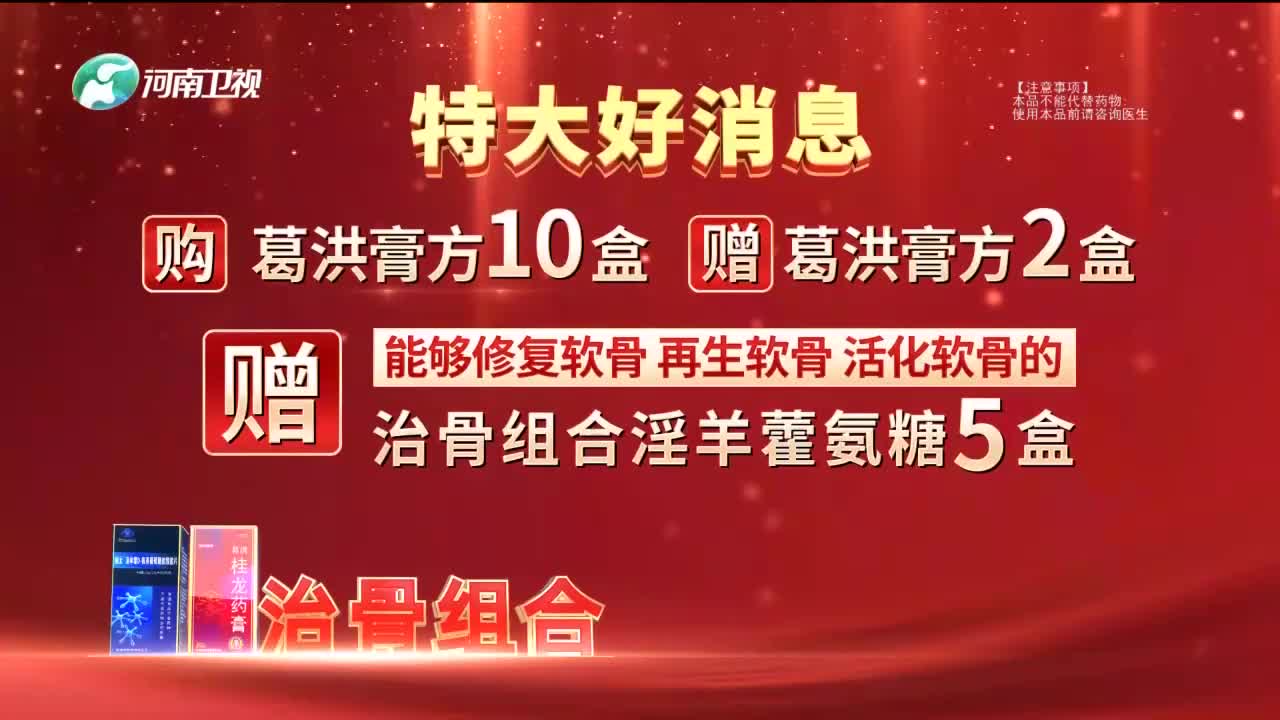 河南卫视
【注意事项】
本品不能代替药物
使用本品前请咨询医生
特大好消息
购 葛洪膏方10盒 赠 葛洪膏方2盒
赠
能够修复软骨 再生软骨 活化软骨的
治骨组合淫羊藿氨糖5盒
葛洪
桂龙药膏
治骨组合